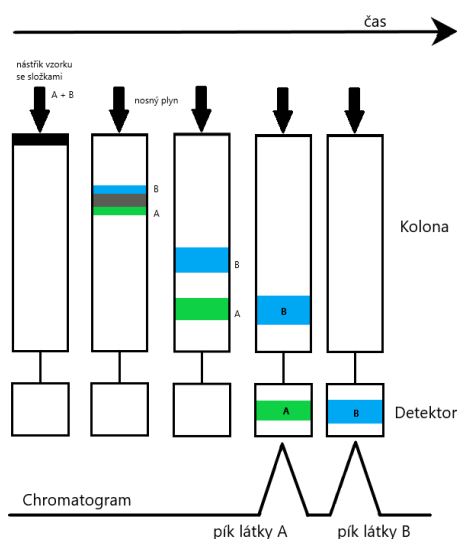 čas
nástřik vzorku
se složkami
A + B
nosný plyn
B
A
B
A
B
Kolona
A
B
Detektor
Chromatogram
pík látky A
pík látky B